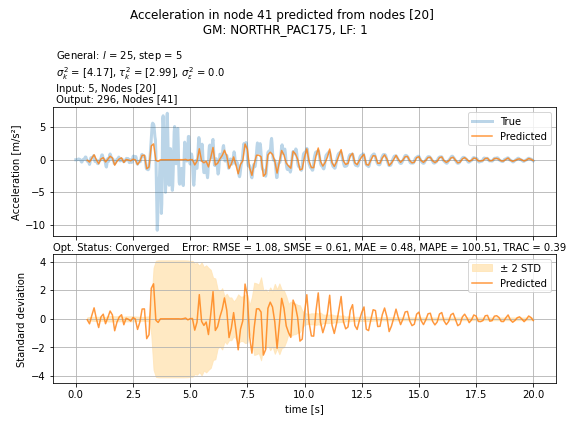 Acceleration in node 41 predicted from nodes [20]
GM: NORTHR_PAC175, LF: 1
General: l = 25, step = 5
σ²ₖ = [4.17], τ²ₖ = [2.99], σ²ε = 0.0
Input: 5, Nodes [20]
Output: 296, Nodes [41]
Acceleration [m/s²]
5
0
−5
−10
True
Predicted
Opt. Status: Converged Error: RMSE = 1.08, SMSE = 0.61, MAE = 0.48, MAPE = 100.51, TRAC = 0.39
Standard deviation
4
2
0
−2
−4
± 2 STD
Predicted
0.0 2.5 5.0 7.5 10.0 12.5 15.0 17.5 20.0
time [s]